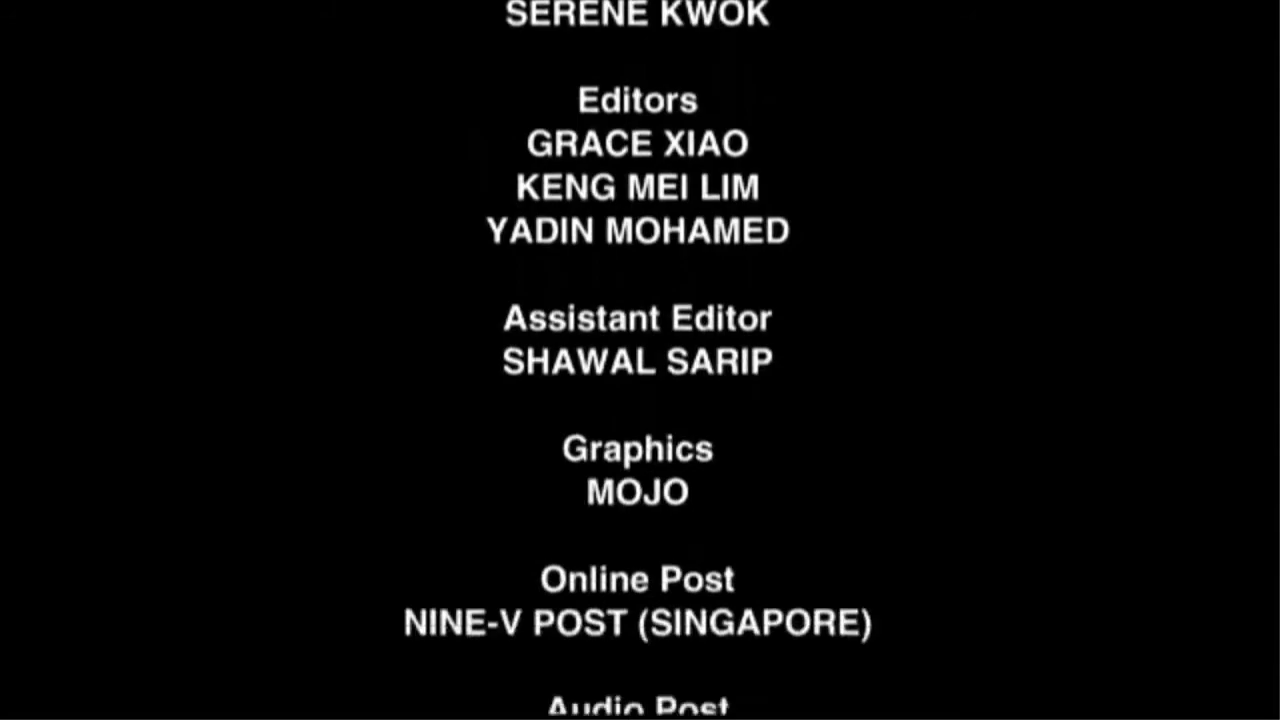 SERENE KWOK
Editors
GRACE XIAO
KENG MEI LIM
YADIN MOHAMED
Assistant Editor
SHAWAL SARIP
Graphics
MOJO
Online Post
NINE-V POST (SINGAPORE)
Audio Post